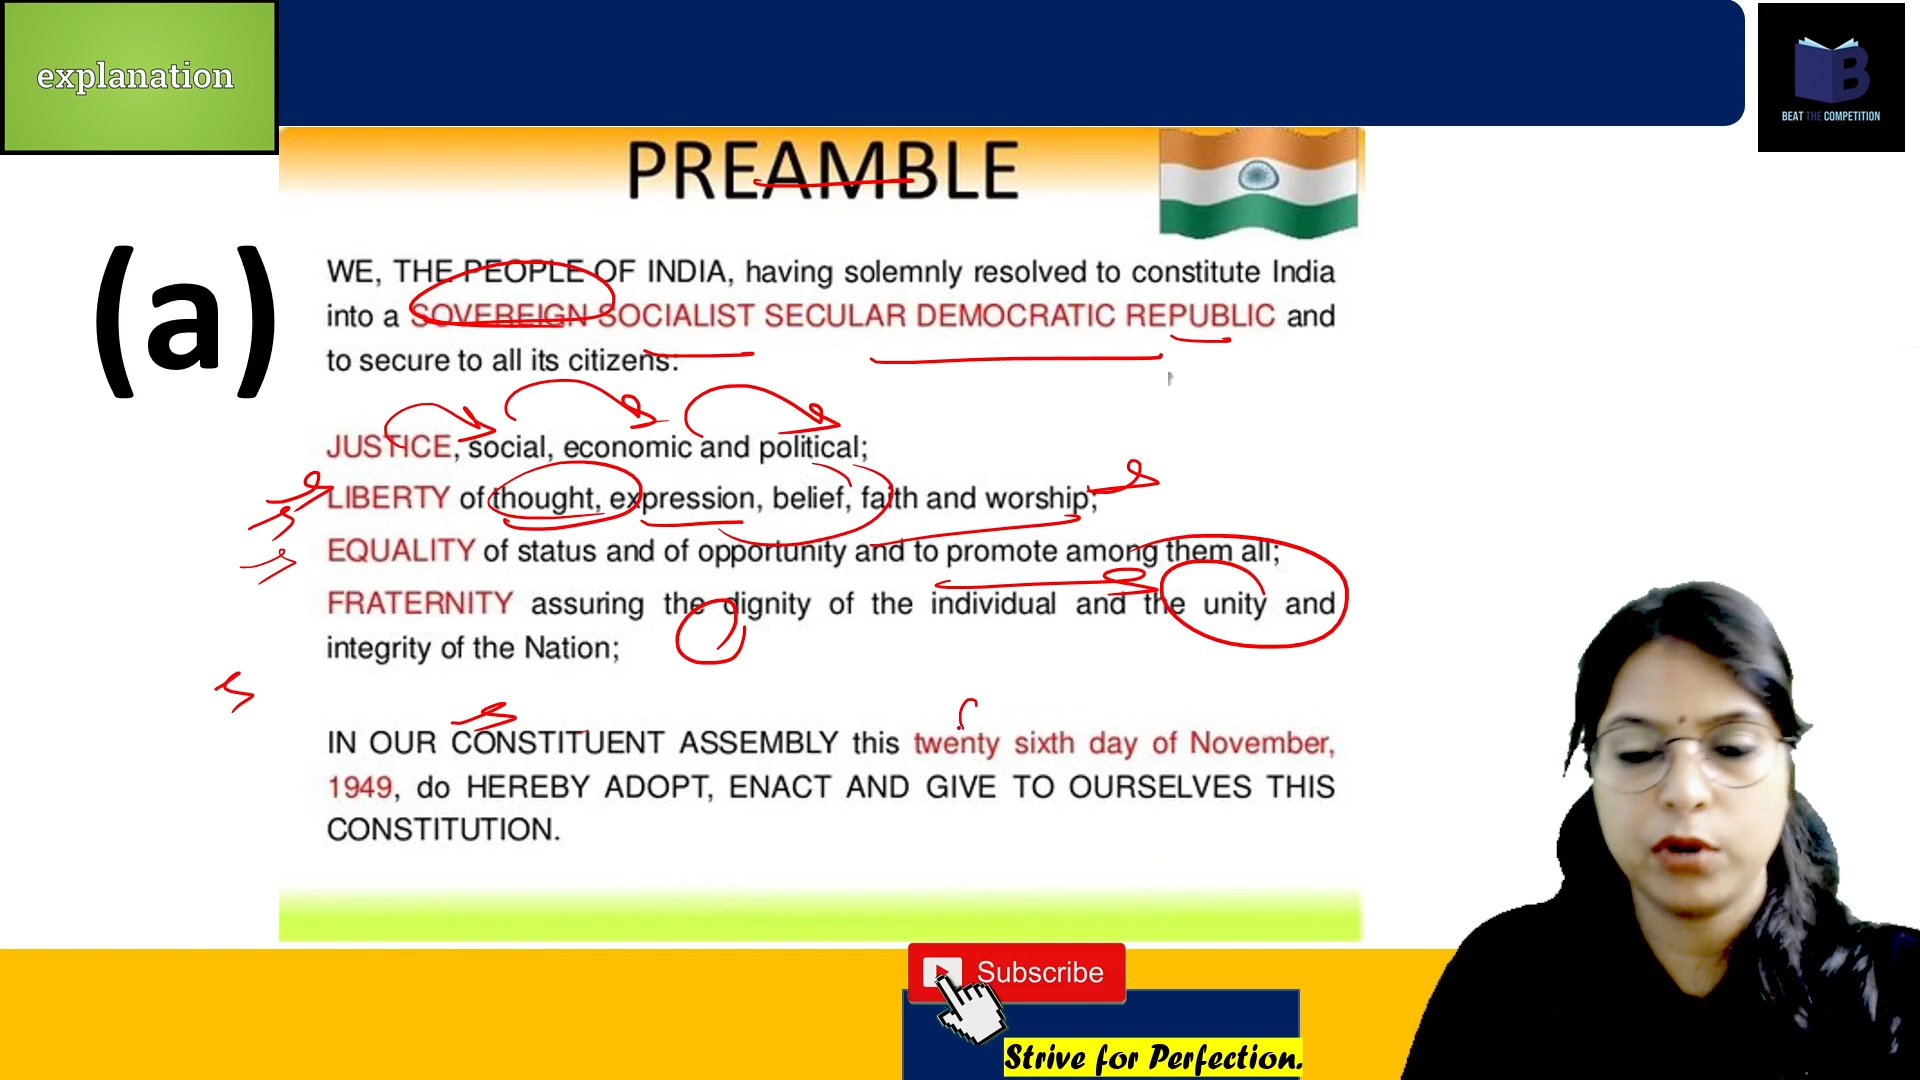 explanation
BEAT THE COMPETITION
PREAMBLE
(a)
WE, THE PEOPLE OF INDIA, having solemnly resolved to constitute India
into a SOVEREIGN SOCIALIST SECULAR DEMOCRATIC REPUBLIC and
to secure to all its citizens:
JUSTICE, social, economic and political;
LIBERTY of thought, expression, belief, faith and worship;
EQUALITY of status and of opportunity and to promote among them all;
FRATERNITY assuring the dignity of the individual and the unity and
integrity of the Nation;
IN OUR CONSTITUENT ASSEMBLY this twenty sixth day of November,
1949, do HEREBY ADOPT, ENACT AND GIVE TO OURSELVES THIS
CONSTITUTION.
Subscribe
Strive for Perfection.